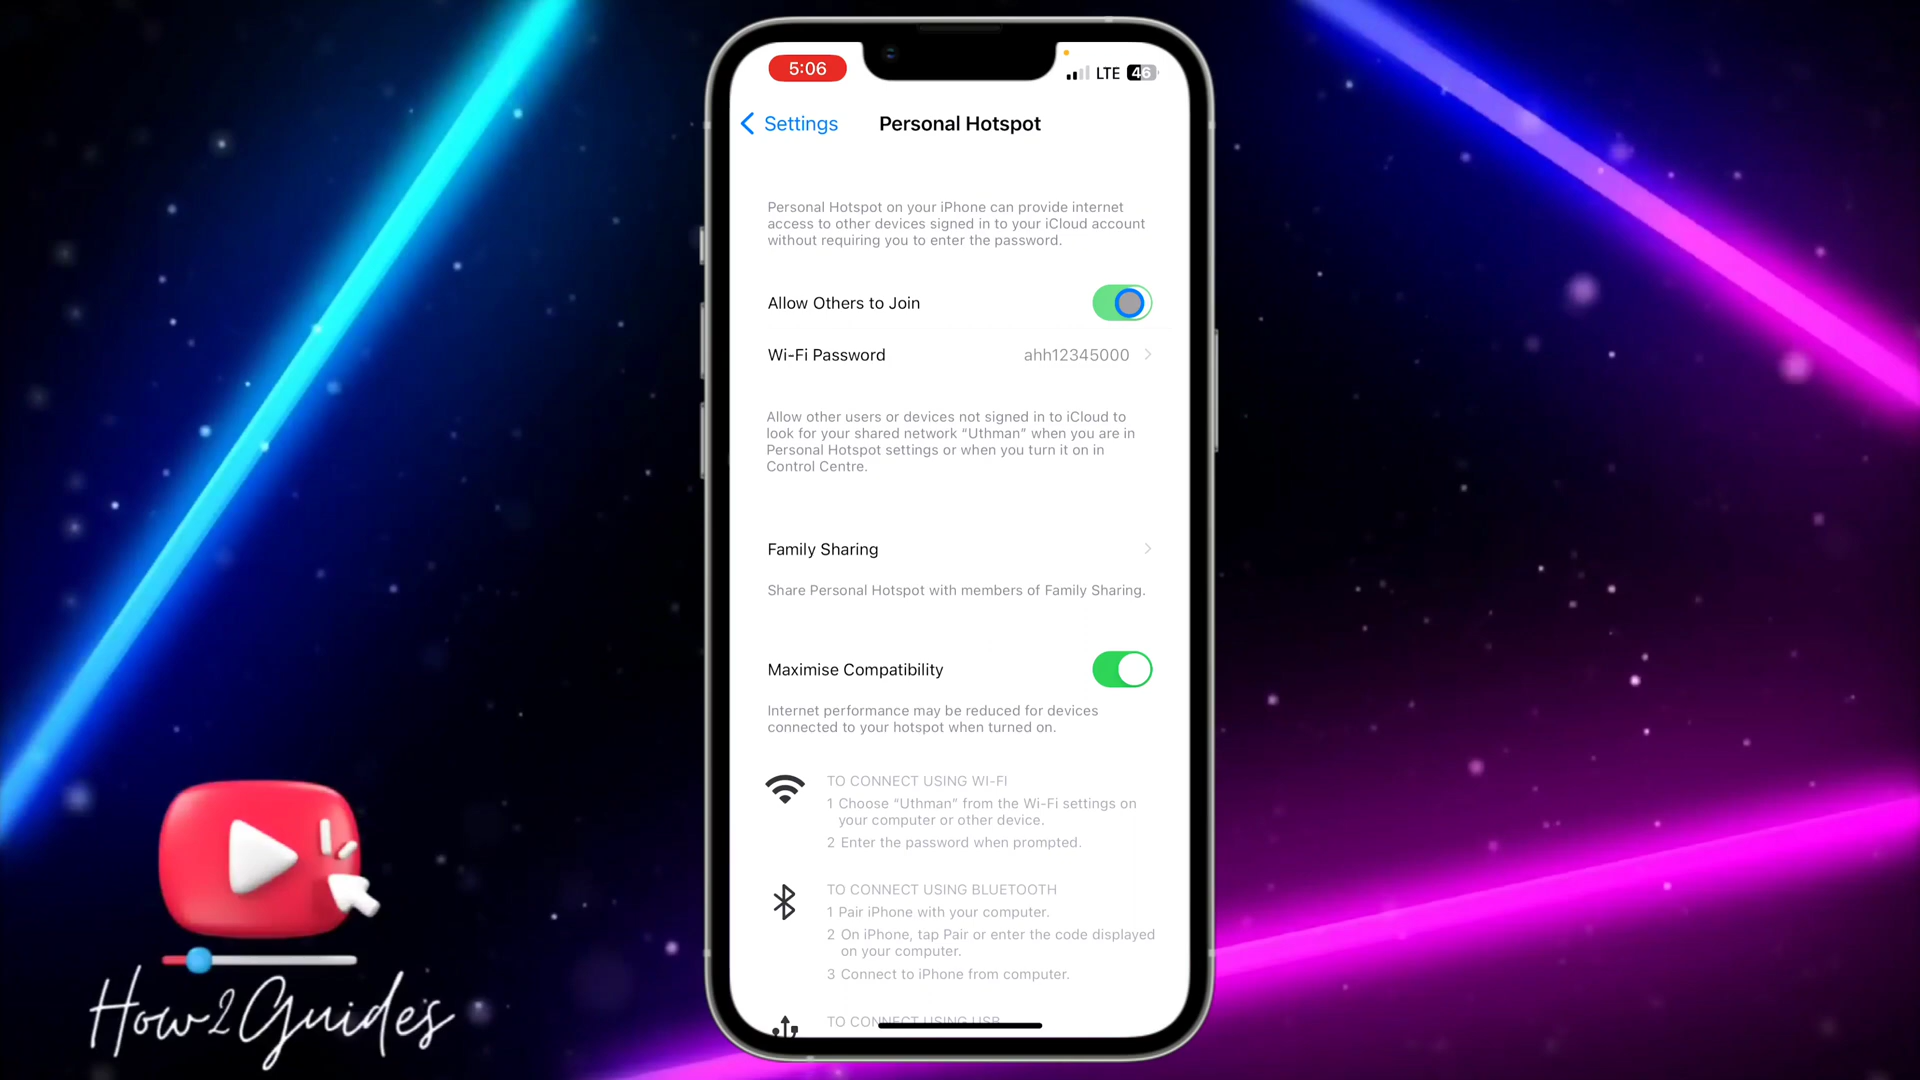 5:06
LTE 46
Settings
Personal Hotspot
Personal Hotspot on your iPhone can provide internet
access to other devices signed in to your iCloud account
without requiring you to enter the password.
Allow Others to Join
Wi-Fi Password ahh12345000
Allow other users or devices not signed in to iCloud to
look for your shared network “Uthman” when you are in
Personal Hotspot settings or when you turn it on in
Control Centre.
Family Sharing
Share Personal Hotspot with members of Family Sharing.
Maximise Compatibility
Internet performance may be reduced for devices
connected to your hotspot when turned on.
TO CONNECT USING WI-FI
1 Choose “Uthman” from the Wi-Fi settings on
your computer or other device.
2 Enter the password when prompted.
TO CONNECT USING BLUETOOTH
1 Pair iPhone with your computer.
2 On iPhone, tap Pair or enter the code displayed
on your computer.
3 Connect to iPhone from computer.
TO CONNECT USING USB
How2Guides